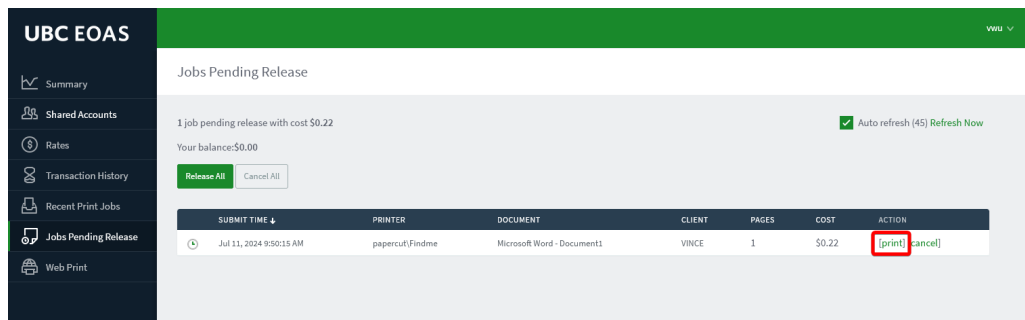 UBC EOAS
vwu
Summary
Shared Accounts
Rates
Transaction History
Recent Print Jobs
Jobs Pending Release
Web Print
Jobs Pending Release
1 job pending release with cost $0.22
Auto refresh (45) Refresh Now
Your balance:$0.00
Release All Cancel All
SUBMIT TIME PRINTER DOCUMENT CLIENT PAGES COST ACTION
Jul 11, 2024 9:50:15 AM papercut\Findme Microsoft Word - Document1 VINCE 1 $0.22 [print] cancel]